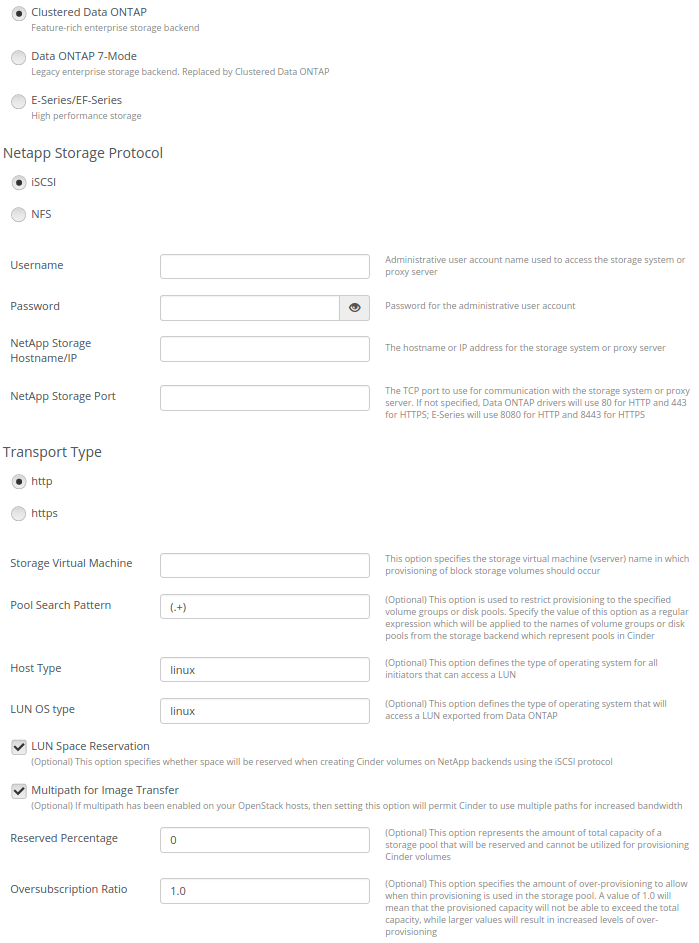 Clustered Data ONTAP
Feature-rich enterprise storage backend
Data ONTAP 7-Mode
Legacy enterprise storage backend. Replaced by Clustered Data ONTAP
E-Series/EF-Series
High performance storage
Netapp Storage Protocol
iSCSI
NFS
Username
Administrative user account name used to access the storage system or
proxy server
Password
Password for the administrative user account
NetApp Storage
Hostname/IP
The hostname or IP address for the storage system or proxy server
NetApp Storage Port
The TCP port to use for communication with the storage system or proxy
server. If not specified, Data ONTAP drivers will use 80 for HTTP and 443
for HTTPS; E-Series will use 8080 for HTTP and 8443 for HTTPS
Transport Type
http
https
Storage Virtual Machine
This option specifies the storage virtual machine (vserver) name in which
provisioning of block storage volumes should occur
Pool Search Pattern
(.+)
(Optional) This option is used to restrict provisioning to the specified
volume groups or disk pools. Specify the value of this option as a regular
expression which will be applied to the names of volume groups or disk
pools from the storage backend which represent pools in Cinder
Host Type
linux
(Optional) This option defines the type of operating system for all
initiators that can access a LUN
LUN OS type
linux
(Optional) This option defines the type of operating system that will
access a LUN exported from Data ONTAP
LUN Space Reservation
(Optional) This option specifies whether space will be reserved when creating Cinder volumes on NetApp backends using the iSCSI protocol
Multipath for Image Transfer
(Optional) If multipath has been enabled on your OpenStack hosts, then setting this option will permit Cinder to use multiple paths for increased bandwidth
Reserved Percentage
0
(Optional) This option represents the amount of total capacity of a
storage pool that will be reserved and cannot be utilized for provisioning
Cinder volumes
Oversubscription Ratio
1.0
(Optional) This option specifies the amount of over-provisioning to allow
when thin provisioning is used in the storage pool. A value of 1.0 will
mean that the provisioned capacity will not be able to exceed the total
capacity, while larger values will result in increased levels of over-
provisioning